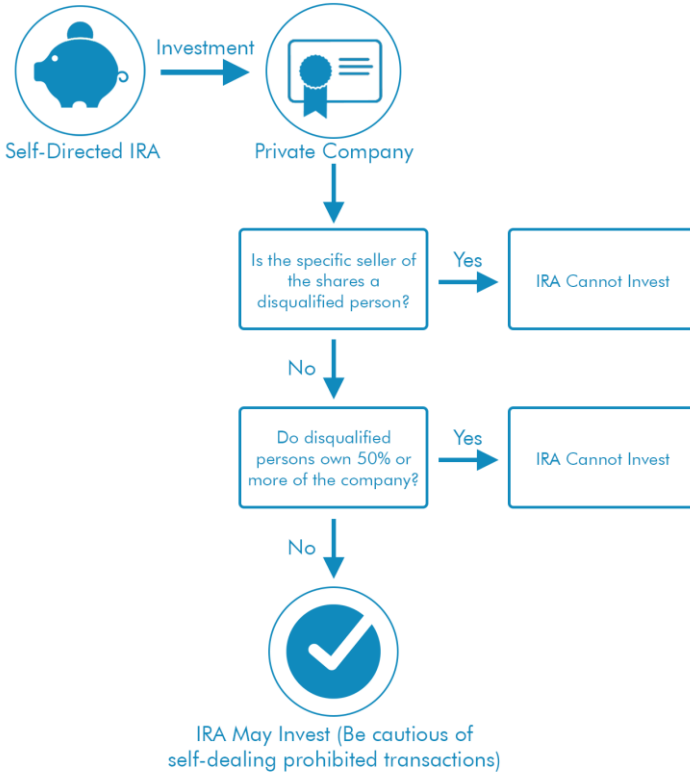 Investment
Self-Directed IRA
Private Company
Is the specific seller of
the shares a
disqualified person?
Yes
IRA Cannot Invest
No
Do disqualified
persons own 50% or
more of the company?
Yes
IRA Cannot Invest
No
IRA May Invest (Be cautious of
self-dealing prohibited transactions)